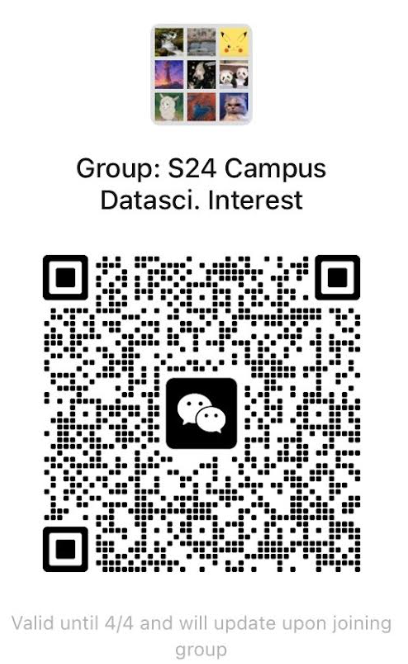 Group: S24 Campus
Datasci. Interest
Valid until 4/4 and will update upon joining
group